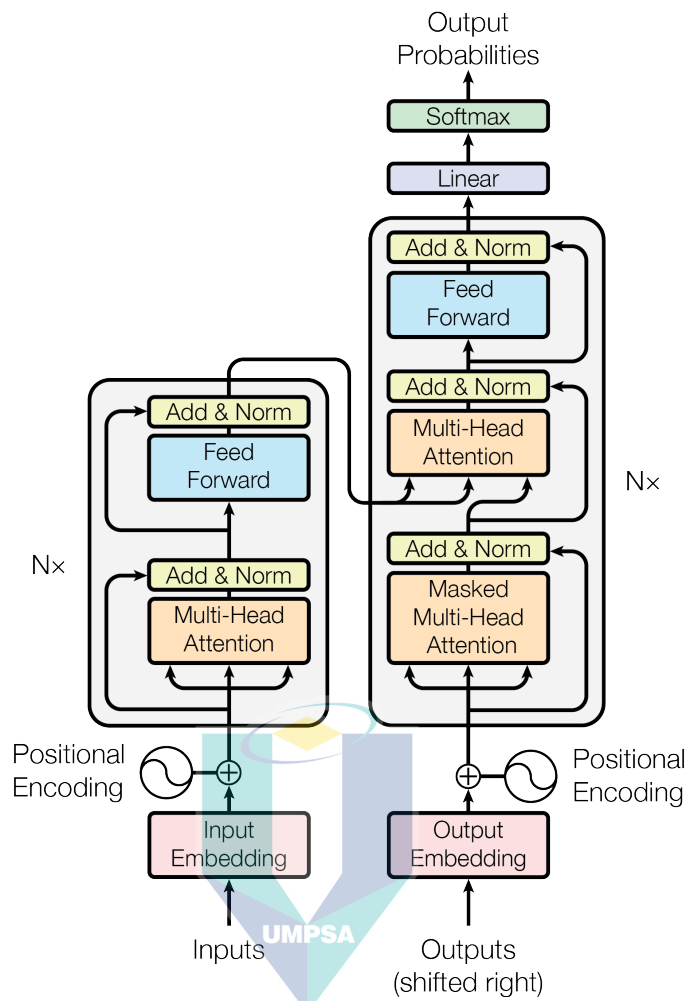 Output
Probabilities
Softmax
Linear
Add & Norm
Feed
Forward
Add & Norm
Multi-Head
Attention
Add & Norm
Masked
Multi-Head
Attention
Nx
Add & Norm
Feed
Forward
Add & Norm
Multi-Head
Attention
Nx
Positional
Encoding
Positional
Encoding
Input
Embedding
Output
Embedding
Inputs
Outputs
(shifted right)
UMPSA